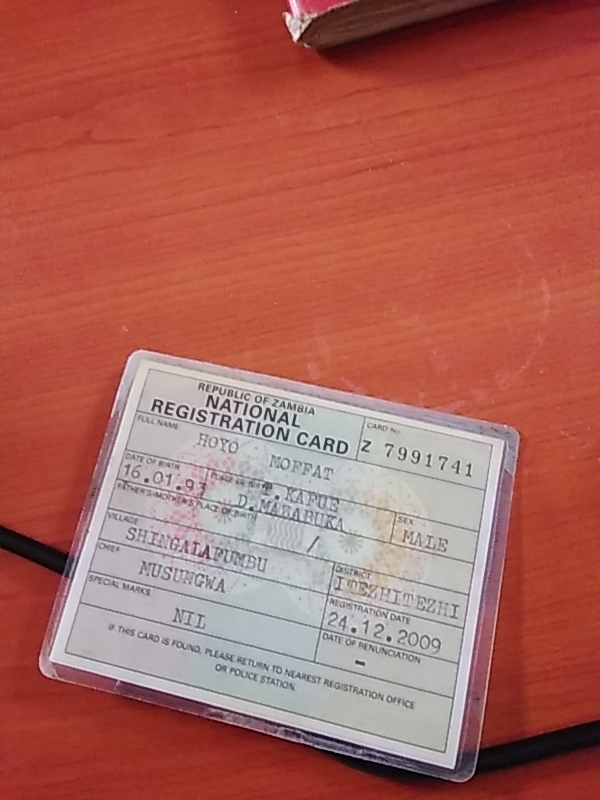 REPUBLIC OF ZAMBIA
NATIONAL
REGISTRATION CARD
CARD No.
Z 7991741
FULL NAME
HOYO MOFFAT
DATE OF BIRTH
16.01.93
PLACE OF BIRTH
T.KAFUE
D.MAZABUKA
SEX
MALE
FATHER'S/MOTHER'S PLACE OF BIRTH
/
VILLAGE
SHINGALAFUMBU
DISTRICT
ITEZHITEZHI
CHIEF
MUSUNGWA
REGISTRATION DATE
24.12.2009
SPECIAL MARKS
NIL
DATE OF RENUNCIATION
-
IF THIS CARD IS FOUND, PLEASE RETURN TO NEAREST REGISTRATION OFFICE
OR POLICE STATION.